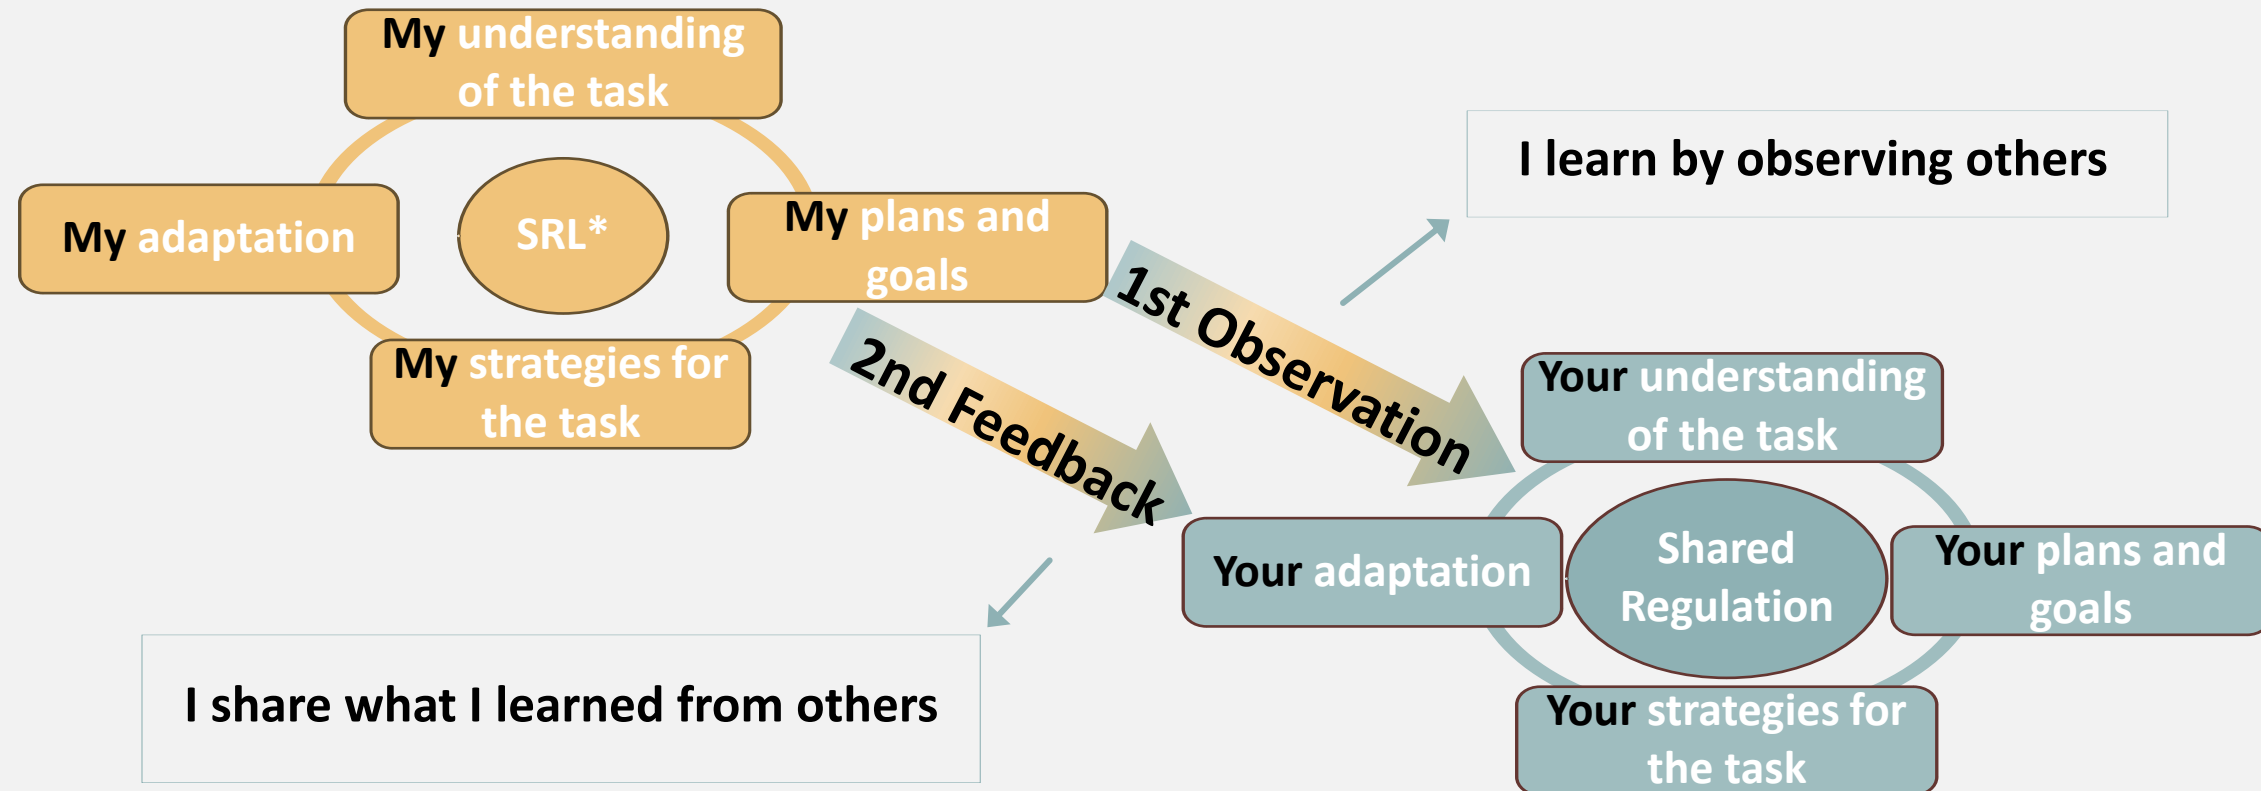 My understanding
of the task
My adaptation
SRL*
My plans and
goals
My strategies for
the task
1st Observation
2nd Feedback
I learn by observing others
I share what I learned from others
Your understanding
of the task
Your adaptation
Shared
Regulation
Your plans and
goals
Your strategies for
the task